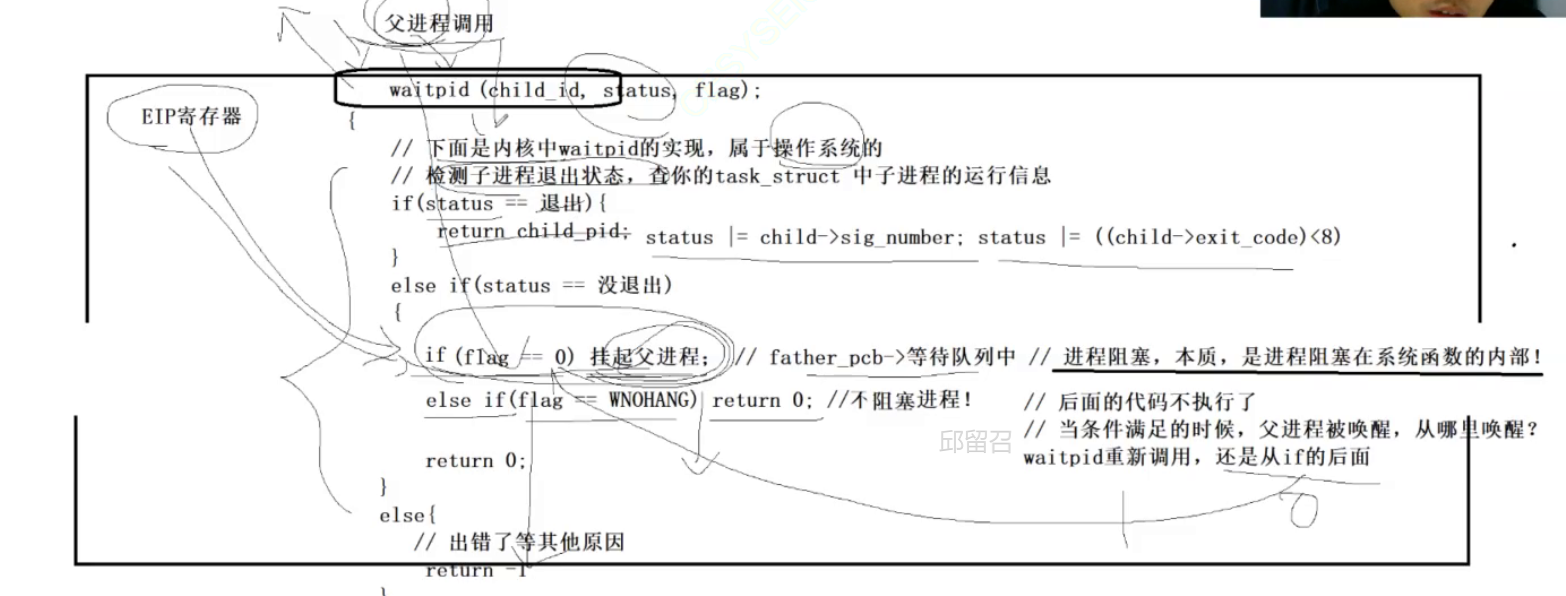 父进程调用
waitpid (child_id, status, flag);
EIP寄存器
{
// 下面是内核中waitpid的实现，属于操作系统的
// 检测子进程退出状态，查你的task_struct 中子进程的运行信息
if(status == 退出){
return child_pid; status |= child->sig_number; status |= ((child->exit_code)<8)
}
else if(status == 没退出)
{
if(flag == 0) 挂起父进程; // father_pcb->等待队列中 // 进程阻塞，本质，是进程阻塞在系统函数的内部！
else if(flag == WNOHANG) return 0; //不阻塞进程！ // 后面的代码不执行了
// 当条件满足的时候，父进程被唤醒，从哪里唤醒？
邱留召
waitpid重新调用，还是从if的后面
return 0;
}
else{
// 出错了等其他原因
return -1
}